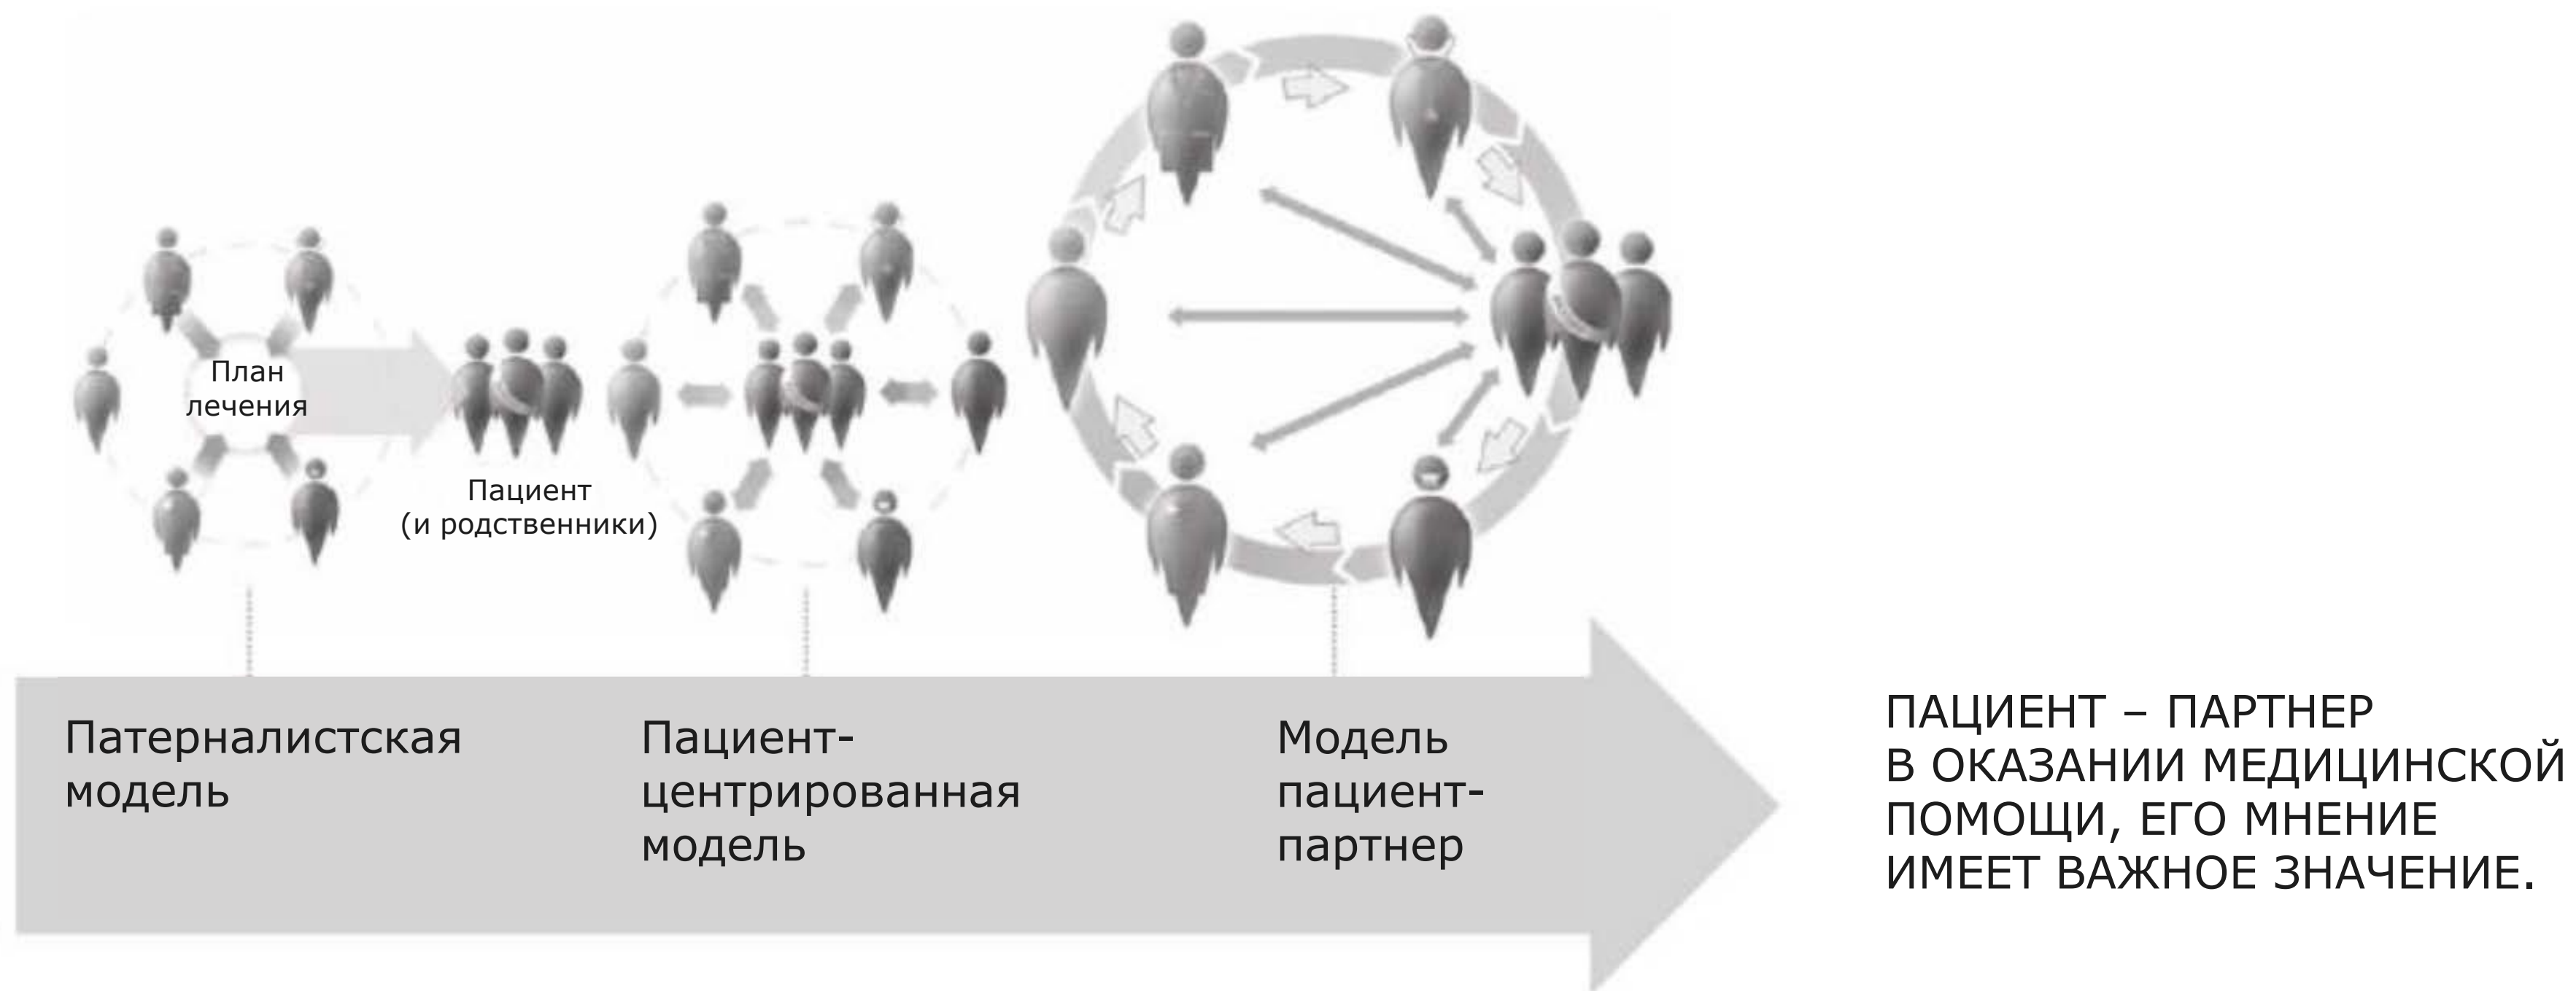 План
лечения
Пациент
(и родственники)
Патерналистская
модель
Пациент-
центрированная
модель
Модель
пациент-
партнер
ПАЦИЕНТ – ПАРТНЕР
В ОКАЗАНИИ МЕДИЦИНСКОЙ
ПОМОЩИ, ЕГО МНЕНИЕ
ИМЕЕТ ВАЖНОЕ ЗНАЧЕНИЕ.